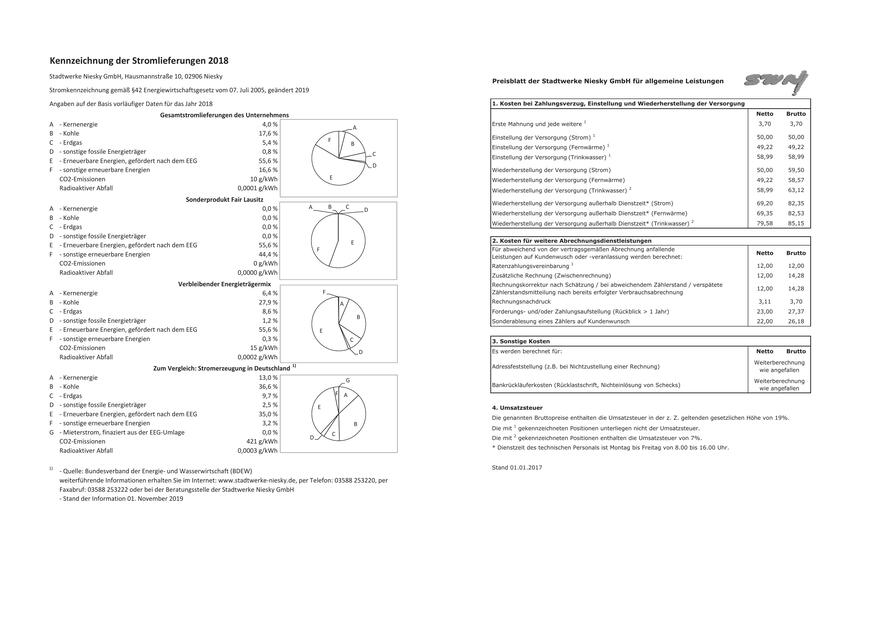 Kennzeichnung der Stromlieferungen 2018
Stadtwerke Niesky GmbH, Hausmannstraße 10, 02906 Niesky
Stromkennzeichnung gemäß §42 Energiewirtschaftsgesetz vom 07. Juli 2005, geändert 2019
Angaben auf der Basis vorläufiger Daten für das Jahr 2018
Gesamtstromlieferungen des Unternehmens
A - Kernenergie 4,0 %
B - Kohle 17,6 %
C - Erdgas 5,4 %
D - sonstige fossile Energieträger 0,8 %
E - Erneuerbare Energien, gefördert nach dem EEG 55,6 %
F - sonstige erneuerbare Energien 16,6 %
CO2-Emissionen 10 g/kWh
Radioaktiver Abfall 0,0001 g/kWh
A
F
B
C
D
E
Sonderprodukt Fair Lausitz
A - Kernenergie 0,0 %
B - Kohle 0,0 %
C - Erdgas 0,0 %
D - sonstige fossile Energieträger 0,0 %
E - Erneuerbare Energien, gefördert nach dem EEG 55,6 %
F - sonstige erneuerbare Energien 44,4 %
CO2-Emissionen 0 g/kWh
Radioaktiver Abfall 0,0000 g/kWh
A B C D
E
F
Verbleibender Energieträgermix
A - Kernenergie 6,4 %
B - Kohle 27,9 %
C - Erdgas 8,6 %
D - sonstige fossile Energieträger 1,2 %
E - Erneuerbare Energien, gefördert nach dem EEG 55,6 %
F - sonstige erneuerbare Energien 0,3 %
CO2-Emissionen 15 g/kWh
Radioaktiver Abfall 0,0002 g/kWh
F
A
B
E
C
D
Zum Vergleich: Stromerzeugung in Deutschland 1)
A - Kernenergie 13,0 %
B - Kohle 36,6 %
C - Erdgas 9,7 %
D - sonstige fossile Energieträger 2,5 %
E - Erneuerbare Energien, gefördert nach dem EEG 35,0 %
F - sonstige erneuerbare Energien 3,2 %
G - Mieterstrom, finaziert aus der EEG-Umlage 0,0 %
CO2-Emissionen 421 g/kWh
Radioaktiver Abfall 0,0003 g/kWh
G
F A
E
B
C
D
1) - Quelle: Bundesverband der Energie- und Wasserwirtschaft (BDEW)
weiterführende Informationen erhalten Sie im Internet: www.stadtwerke-niesky.de, per Telefon: 03588 253220, per
Faxabruf: 03588 253222 oder bei der Beratungsstelle der Stadtwerke Niesky GmbH
- Stand der Information 01. November 2019
Preisblatt der Stadtwerke Niesky GmbH für allgemeine Leistungen
1. Kosten bei Zahlungsverzug, Einstellung und Wiederherstellung der Versorgung
Netto Brutto
Erste Mahnung und jede weitere 1 3,70 3,70
Einstellung der Versorgung (Strom) 1 50,00 50,00
Einstellung der Versorgung (Fernwärme) 1 49,22 49,22
Einstellung der Versorgung (Trinkwasser) 1 58,99 58,99
Wiederherstellung der Versorgung (Strom) 50,00 59,50
Wiederherstellung der Versorgung (Fernwärme) 49,22 58,57
Wiederherstellung der Versorgung (Trinkwasser) 2 58,99 63,12
Wiederherstellung der Versorgung außerhalb Dienstzeit* (Strom) 69,20 82,35
Wiederherstellung der Versorgung außerhalb Dienstzeit* (Fernwärme) 69,35 82,53
Wiederherstellung der Versorgung außerhalb Dienstzeit* (Trinkwasser) 2 79,58 85,15
2. Kosten für weitere Abrechnungsdienstleistungen
Für abweichend von der vertragsgemäßen Abrechnung anfallende
Leistungen auf Kundenwusch oder -veranlassung werden berechnet: Netto Brutto
Ratenzahlungsvereinbarung 1 12,00 12,00
Zusätzliche Rechnung (Zwischenrechnung) 12,00 14,28
Rechnungskorrektur nach Schätzung / bei abweichendem Zählerstand / verspätete
Zählerstandsmitteilung nach bereits erfolgter Verbrauchsabrechnung 12,00 14,28
Rechnungsnachdruck 3,11 3,70
Forderungs- und/oder Zahlungsaufstellung (Rückblick > 1 Jahr) 23,00 27,37
Sonderablesung eines Zählers auf Kundenwunsch 22,00 26,18
3. Sonstige Kosten
Es werden berechnet für: Netto Brutto
Adressfeststellung (z.B. bei Nichtzustellung einer Rechnung) Weiterberechnung
wie angefallen
Bankrückläuferkosten (Rücklastschrift, Nichteinlösung von Schecks) Weiterberechnung
wie angefallen
4. Umsatzsteuer
Die genannten Bruttopreise enthalten die Umsatzsteuer in der z. Z. geltenden gesetzlichen Höhe von 19%.
Die mit 1 gekennzeichneten Positionen unterliegen nicht der Umsatzsteuer.
Die mit 2 gekennzeichneten Positionen enthalten die Umsatzsteuer von 7%.
* Dienstzeit des technischen Personals ist Montag bis Freitag von 8.00 bis 16.00 Uhr.
Stand 01.01.2017